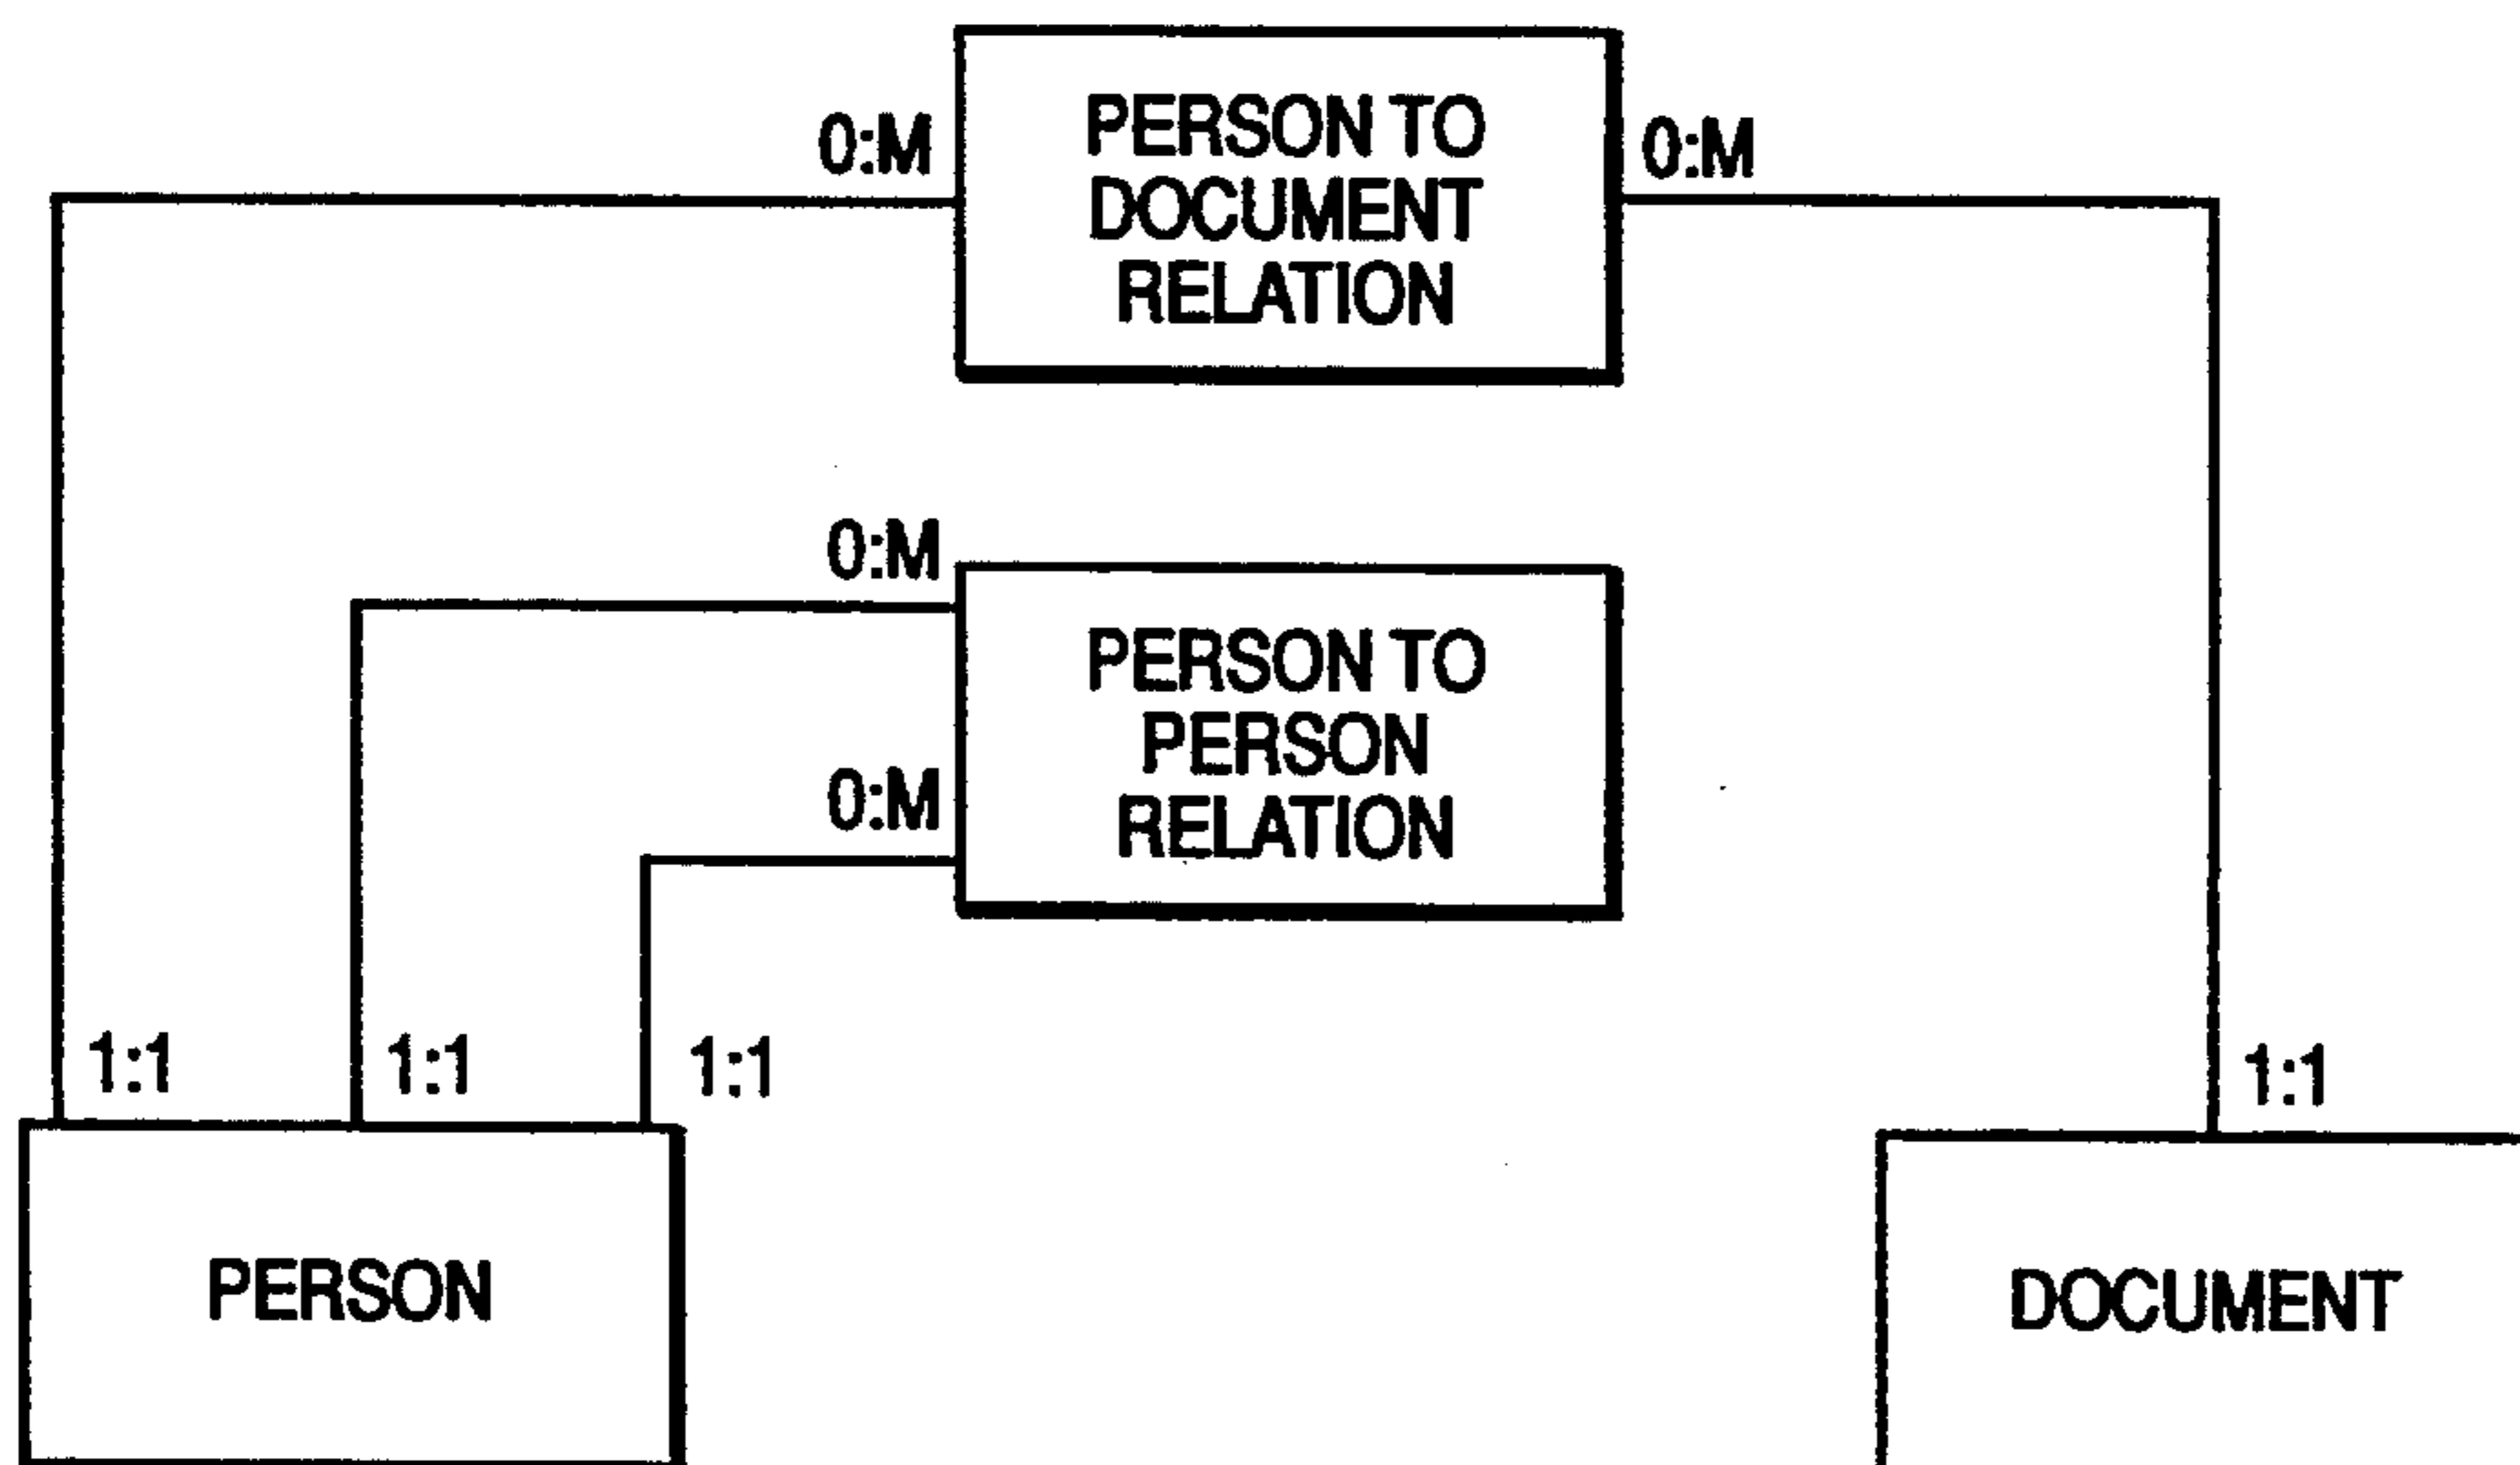 0:M
PERSON TO
DOCUMENT
RELATION
0:M
0:M
PERSON TO
PERSON
RELATION
0:M
1:1
1:1
1:1
1:1
PERSON
DOCUMENT